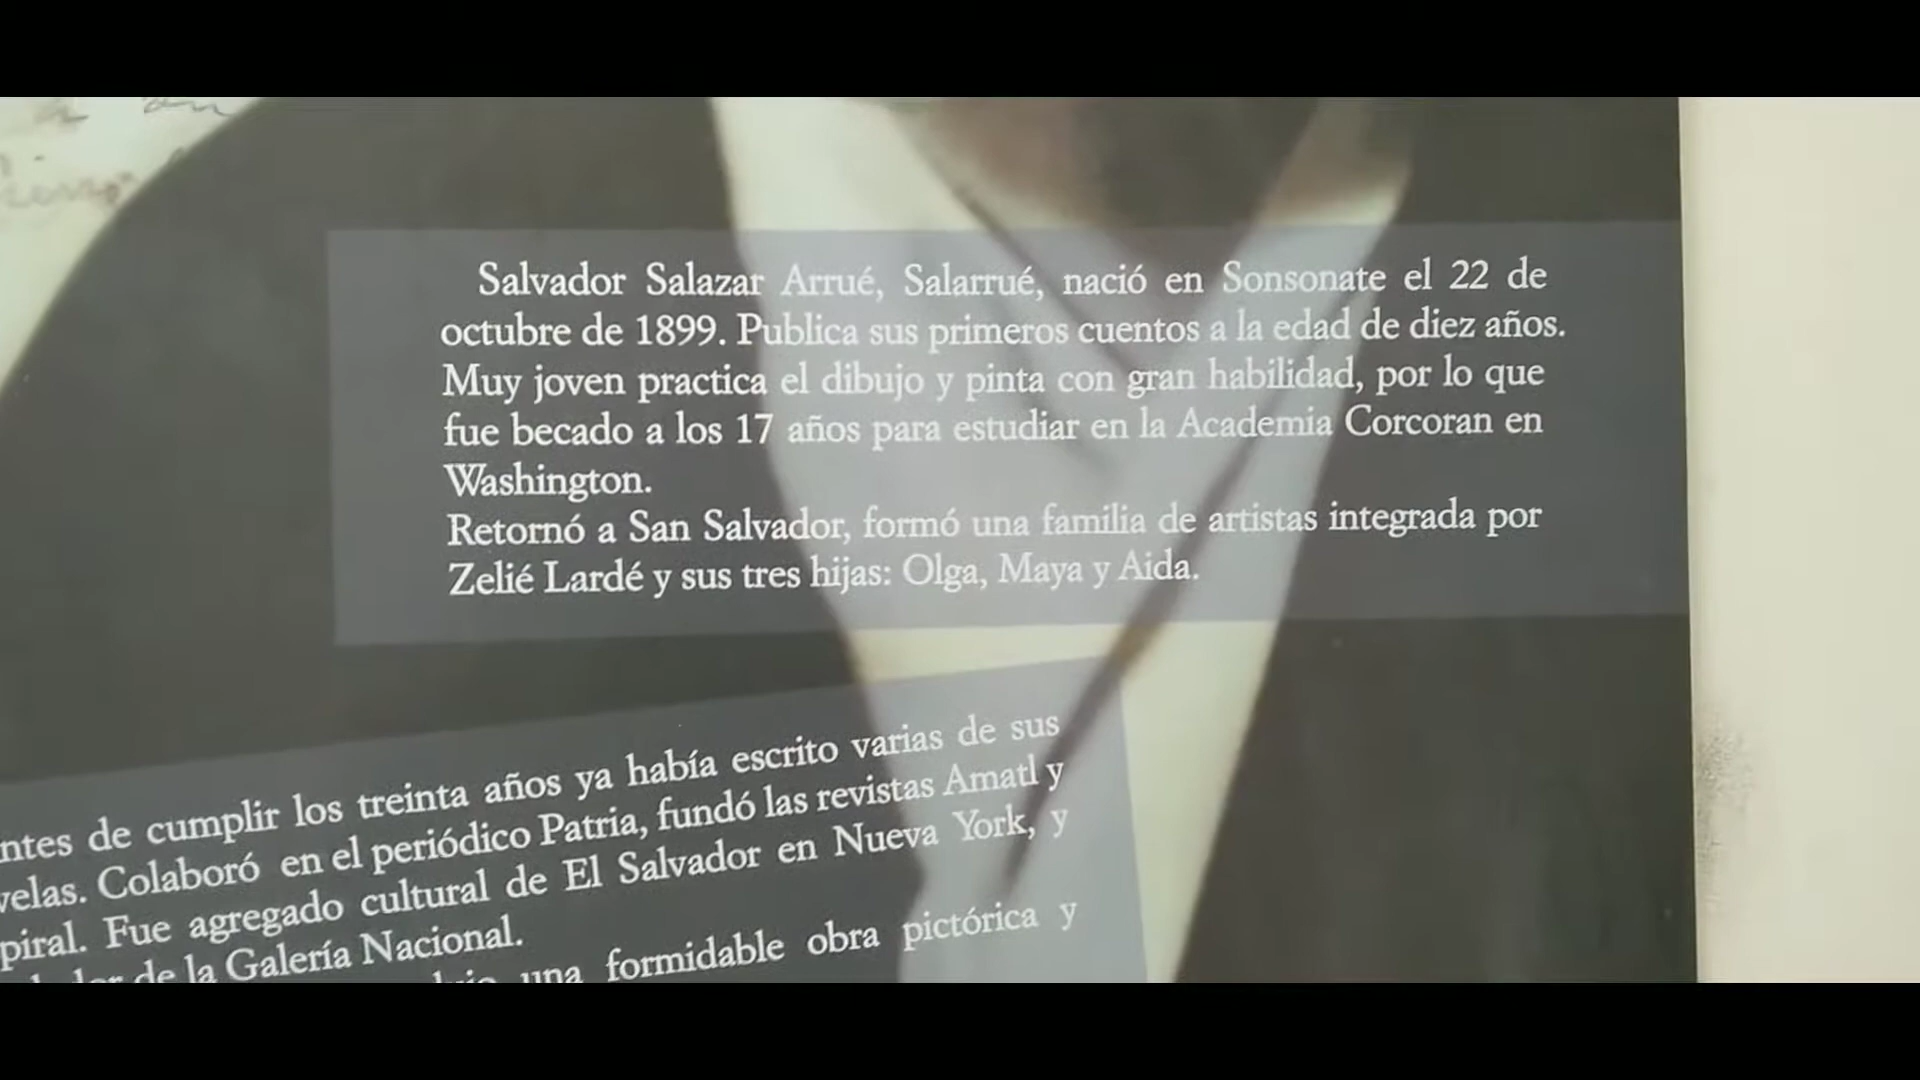 Salvador Salazar Arrué, Salarrué, nació en Sonsonate el 22 de
octubre de 1899. Publica sus primeros cuentos a la edad de diez años.
Muy joven practica el dibujo y pinta con gran habilidad, por lo que
fue becado a los 17 años para estudiar en la Academia Corcoran en
Washington.
Retornó a San Salvador, formó una familia de artistas integrada por
Zelié Lardé y sus tres hijas: Olga, Maya y Aida.
de cumplir los treinta años ya había escrito varias de sus
Colaboró en el periódico Patria, fundó las revistas Amatl y
Fue agregado cultural de El Salvador en Nueva York, y
de la Galería Nacional.
una formidable obra pictórica y